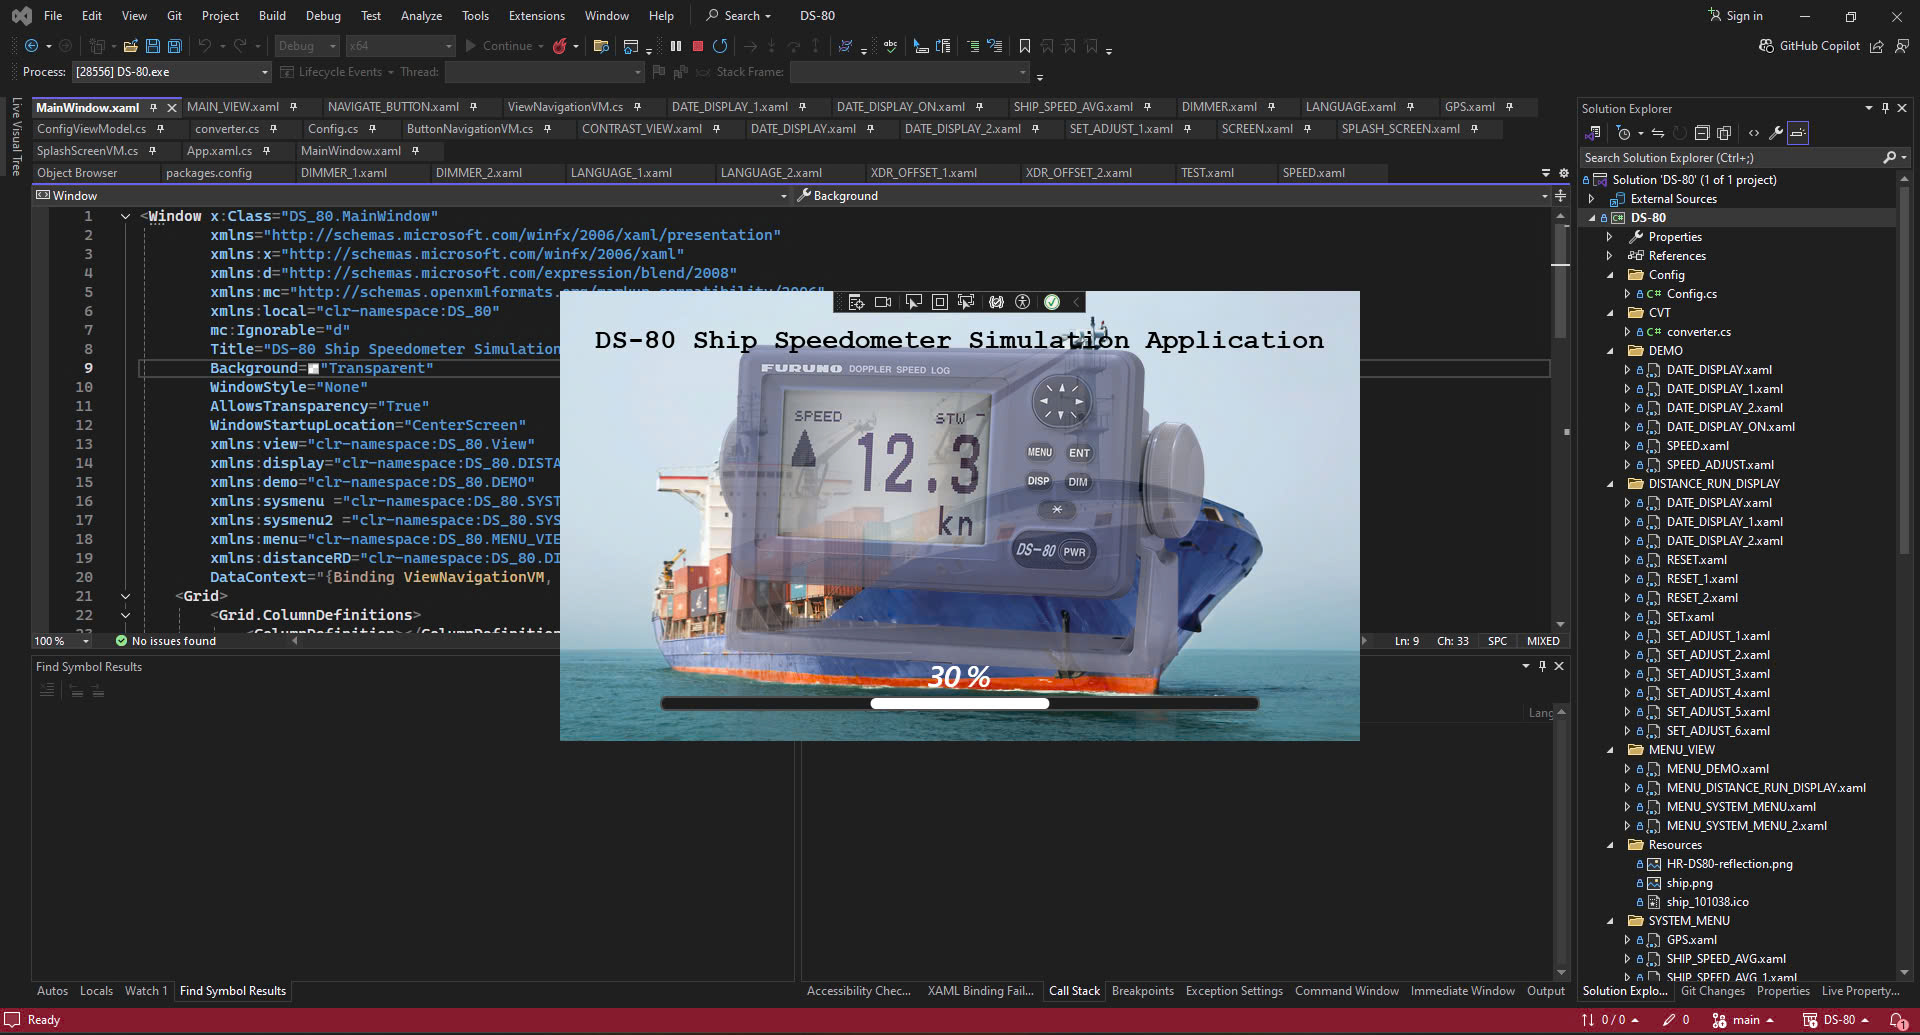 File Edit View Git Project Build Debug Test Analyze Tools Extensions Window Help Search DS-80 Sign in
Debug x64 Continue GitHub Copilot
Process: [28556] DS-80.exe Lifecycle Events Thread: Stack Frame:
Live Visual Tree
MainWindow.xaml MAIN_VIEW.xaml NAVIGATE_BUTTON.xaml ViewNavigationVM.cs DATE_DISPLAY_1.xaml DATE_DISPLAY_ON.xaml SHIP_SPEED_AVG.xaml DIMMER.xaml LANGUAGE.xaml GPS.xaml
ConfigViewModel.cs converter.cs Config.cs ButtonNavigationVM.cs CONTRAST_VIEW.xaml DATE_DISPLAY.xaml DATE_DISPLAY_2.xaml SET_ADJUST_1.xaml SCREEN.xaml SPLASH_SCREEN.xaml
SplashScreenVM.cs App.xaml.cs MainWindow.xaml
Object Browser packages.config DIMMER_1.xaml DIMMER_2.xaml LANGUAGE_1.xaml LANGUAGE_2.xaml XDR_OFFSET_1.xaml XDR_OFFSET_2.xaml TEST.xaml SPEED.xaml
Window Background
1 <Window x:Class="DS_80.MainWindow"
2 xmlns="http://schemas.microsoft.com/winfx/2006/xaml/presentation"
3 xmlns:x="http://schemas.microsoft.com/winfx/2006/xaml"
4 xmlns:d="http://schemas.microsoft.com/expression/blend/2008"
5 xmlns:mc="http://schemas.openxmlformats.org/markup-compatibility/2006"
6 xmlns:local="clr-namespace:DS_80"
7 mc:Ignorable="d"
8 Title="DS-80 Ship Speedometer Simulation
9 Background="Transparent"
10 WindowStyle="None"
11 AllowsTransparency="True"
12 WindowStartupLocation="CenterScreen"
13 xmlns:view="clr-namespace:DS_80.View"
14 xmlns:display="clr-namespace:DS_80.DISTA
15 xmlns:demo="clr-namespace:DS_80.DEMO"
16 xmlns:sysmenu ="clr-namespace:DS_80.SYST
17 xmlns:sysmenu2 ="clr-namespace:DS_80.SYS
18 xmlns:menu="clr-namespace:DS_80.MENU_VIE
19 xmlns:distanceRD="clr-namespace:DS_80.DI
20 DataContext="{Binding ViewNavigationVM,
21 <Grid>
22 <Grid.ColumnDefinitions>
23 <ColumnDefinition></ColumnDefinition
100 % No issues found Ln: 9 Ch: 33 SPC MIXED
DS-80 Ship Speedometer Simulation Application
FURUNO DOPPLER SPEED LOG
SPEED STW
12.3
kn
MENU ENT
DISP DIM
DS-80 PWR
30 %
Find Symbol Results
Lang
Autos Locals Watch 1 Find Symbol Results
Accessibility Chec... XAML Binding Fail... Call Stack Breakpoints Exception Settings Command Window Immediate Window Output
Solution Explorer
Search Solution Explorer (Ctrl+;)
Solution 'DS-80' (1 of 1 project)
External Sources
DS-80
Properties
References
Config
C# Config.cs
CVT
C# converter.cs
DEMO
DATE_DISPLAY.xaml
DATE_DISPLAY_1.xaml
DATE_DISPLAY_2.xaml
DATE_DISPLAY_ON.xaml
SPEED.xaml
SPEED_ADJUST.xaml
DISTANCE_RUN_DISPLAY
DATE_DISPLAY.xaml
DATE_DISPLAY_1.xaml
DATE_DISPLAY_2.xaml
RESET.xaml
RESET_1.xaml
RESET_2.xaml
SET.xaml
SET_ADJUST_1.xaml
SET_ADJUST_2.xaml
SET_ADJUST_3.xaml
SET_ADJUST_4.xaml
SET_ADJUST_5.xaml
SET_ADJUST_6.xaml
MENU_VIEW
MENU_DEMO.xaml
MENU_DISTANCE_RUN_DISPLAY.xaml
MENU_SYSTEM_MENU.xaml
MENU_SYSTEM_MENU_2.xaml
Resources
HR-DS80-reflection.png
ship.png
ship_101038.ico
SYSTEM_MENU
GPS.xaml
SHIP_SPEED_AVG.xaml
SHIP_SPEED_AVG_1.xaml
Solution Explo... Git Changes Properties Live Property...
Ready 0 / 0 0 main DS-80 1